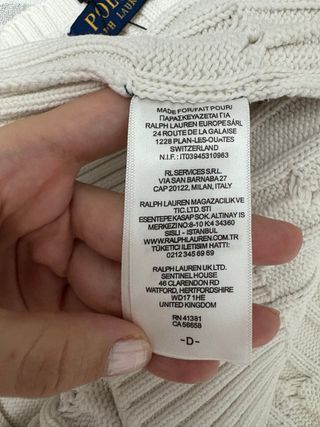 POL
PH LAUREN
MADE FOR/FAIT POUR/
ΠΑΡΑΣΚΕΥΑΖΕΤΑΙ ΓΙΑ
RALPH LAUREN EUROPE SÀRL
24 ROUTE DE LA GALAISE
1228 PLAN-LES-OUATES
SWITZERLAND
N.I.F.: IT03945310963
RL SERVICES S.R.L.
VIA SAN BARNABA 27
CAP 20122, MILAN, ITALY
RALPH LAUREN MAGAZACILIK VE
TIC. LTD. STI
ESENTEPE KASAP SOK. ALTINAY IS
MERKEZI NO:8-10 K:4 34360
SISLI - ISTANBUL
WWW.RALPHLAUREN.COM.TR
TÜKETICI ILETISIM HATTI:
0212 345 69 69
RALPH LAUREN UK LTD.
SENTINEL HOUSE
46 CLARENDON RD
WATFORD, HERTFORDSHIRE
WD17 1HE
UNITED KINGDOM
RN 41381
CA 56658
-D-